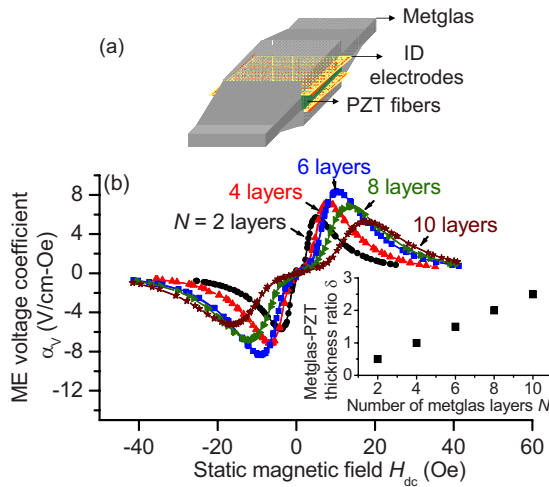 (a)
Metglas
ID
electrodes
PZT fibers
(b)
6 layers
4 layers
8 layers
N = 2 layers
10 layers
ME voltage coefficient
αV (V/cm-Oe)
8
4
0
-4
-8
-12
-40 -20 0 20 40 60
Static magnetic field Hdc (Oe)
Metglas-PZT
thickness ratio δ
3
2
1
0
2 4 6 8 10
Number of metglas layers N